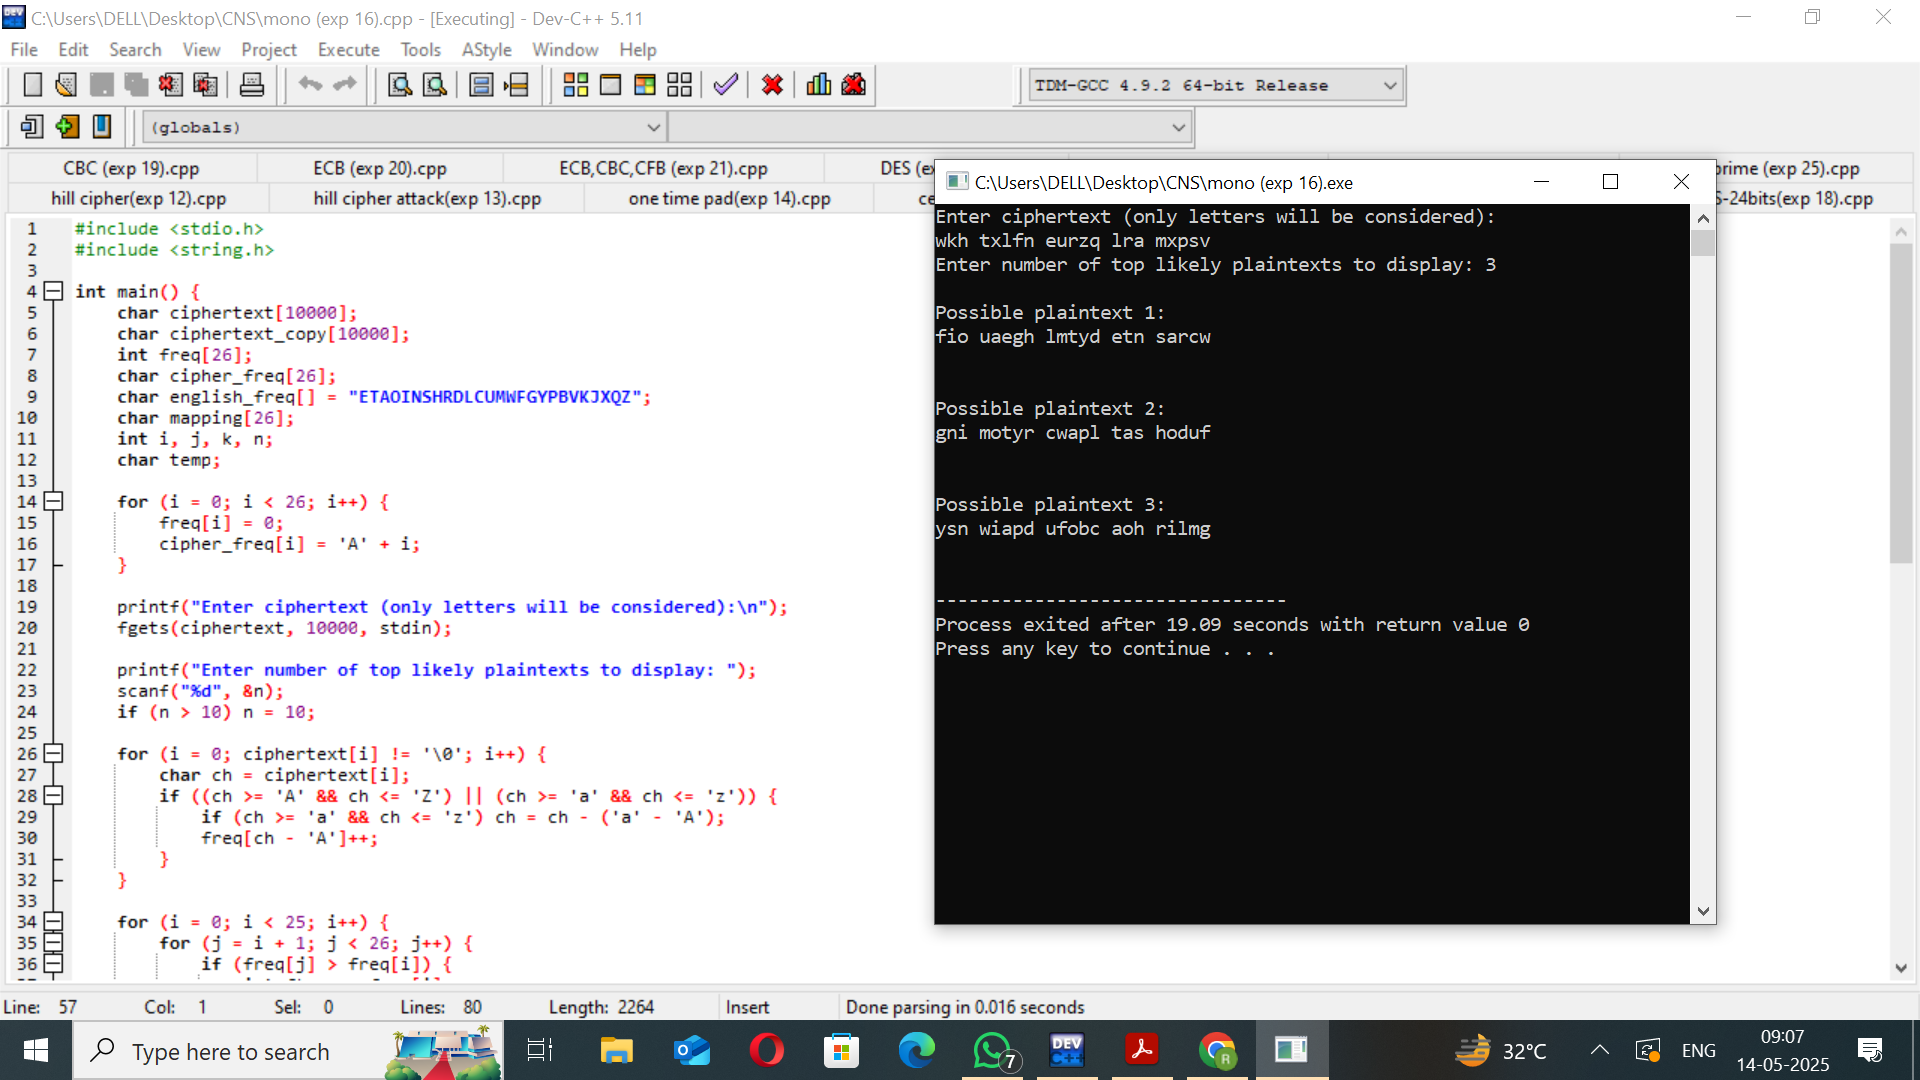 C:\Users\DELL\Desktop\CNS\mono (exp 16).cpp - [Executing] - Dev-C++ 5.11
File Edit Search View Project Execute Tools AStyle Window Help
TDM-GCC 4.9.2 64-bit Release
(globals)
CBC (exp 19).cpp ECB (exp 20).cpp ECB,CBC,CFB (exp 21).cpp DES (ex prime (exp 25).cpp
hill cipher(exp 12).cpp hill cipher attack(exp 13).cpp one time pad(exp 14).cpp ce S-24bits(exp 18).cpp
1 #include <stdio.h>
2 #include <string.h>
3
4 int main() {
5 char ciphertext[10000];
6 char ciphertext_copy[10000];
7 int freq[26];
8 char cipher_freq[26];
9 char english_freq[] = "ETAOINSHRDLCUMWFGYPBVKJXQZ";
10 char mapping[26];
11 int i, j, k, n;
12 char temp;
13
14 for (i = 0; i < 26; i++) {
15 freq[i] = 0;
16 cipher_freq[i] = 'A' + i;
17 }
18
19 printf("Enter ciphertext (only letters will be considered):\n");
20 fgets(ciphertext, 10000, stdin);
21
22 printf("Enter number of top likely plaintexts to display: ");
23 scanf("%d", &n);
24 if (n > 10) n = 10;
25
26 for (i = 0; ciphertext[i] != '\0'; i++) {
27 char ch = ciphertext[i];
28 if ((ch >= 'A' && ch <= 'Z') || (ch >= 'a' && ch <= 'z')) {
29 if (ch >= 'a' && ch <= 'z') ch = ch - ('a' - 'A');
30 freq[ch - 'A']++;
31 }
32 }
33
34 for (i = 0; i < 25; i++) {
35 for (j = i + 1; j < 26; j++) {
36 if (freq[j] > freq[i]) {
C:\Users\DELL\Desktop\CNS\mono (exp 16).exe
Enter ciphertext (only letters will be considered):
wkh txlfn eurzq lra mxpsv
Enter number of top likely plaintexts to display: 3
Possible plaintext 1:
fio uaegh lmtyd etn sarcw
Possible plaintext 2:
gni motyr cwapl tas hoduf
Possible plaintext 3:
ysn wiapd ufobc aoh rilmg
--------------------------------
Process exited after 19.09 seconds with return value 0
Press any key to continue . . .
Line: 57 Col: 1 Sel: 0 Lines: 80 Length: 2264 Insert Done parsing in 0.016 seconds
Type here to search
7
DEV C++
R
32°C
ENG
09:07
14-05-2025